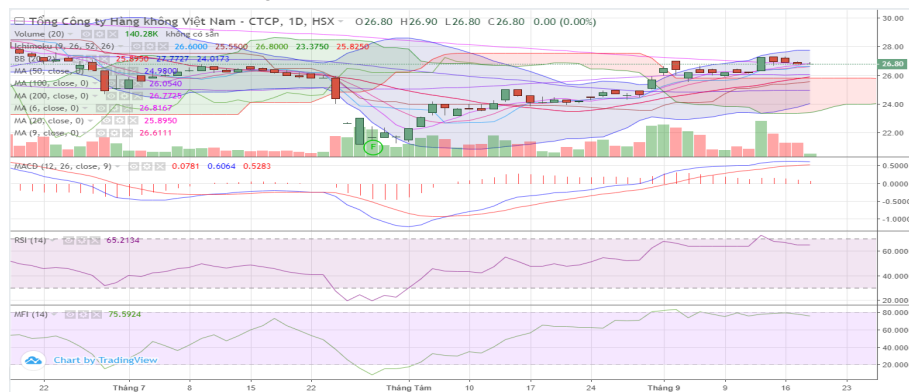 Tổng Công ty Hàng không Việt Nam - CTCP, 1D, HSX O26.80 H26.90 L26.80 C26.80 0.00 (0.00%)
Volume (20) 140.28K không có sẵn
Ichimoku (9, 26, 52, 26) 26.6000 25.5500 26.8000 23.3750 25.8250
BB (20, 2) 25.8950 27.7727 24.0173
MA (50, close, 0) 24.9800
MA (100, close, 0) 26.0540
MA (200, close, 0) 26.7725
MA (6, close, 0) 26.8167
MA (20, close, 0) 25.8950
MA (9, close, 0) 26.6111
30.00
28.00
26.80
26.00
24.00
22.00
F
MACD (12, 26, close, 9) 0.0781 0.6064 0.5283
0.5000
0.0000
-0.5000
-1.0000
RSI (14) 65.2134
60.0000
40.0000
20.0000
MFI (14) 75.5924
80.0000
60.0000
40.0000
20.0000
Chart by TradingView
22 Tháng 7 8 15 22 Tháng Tám 10 17 24 Tháng 9 9 16 23